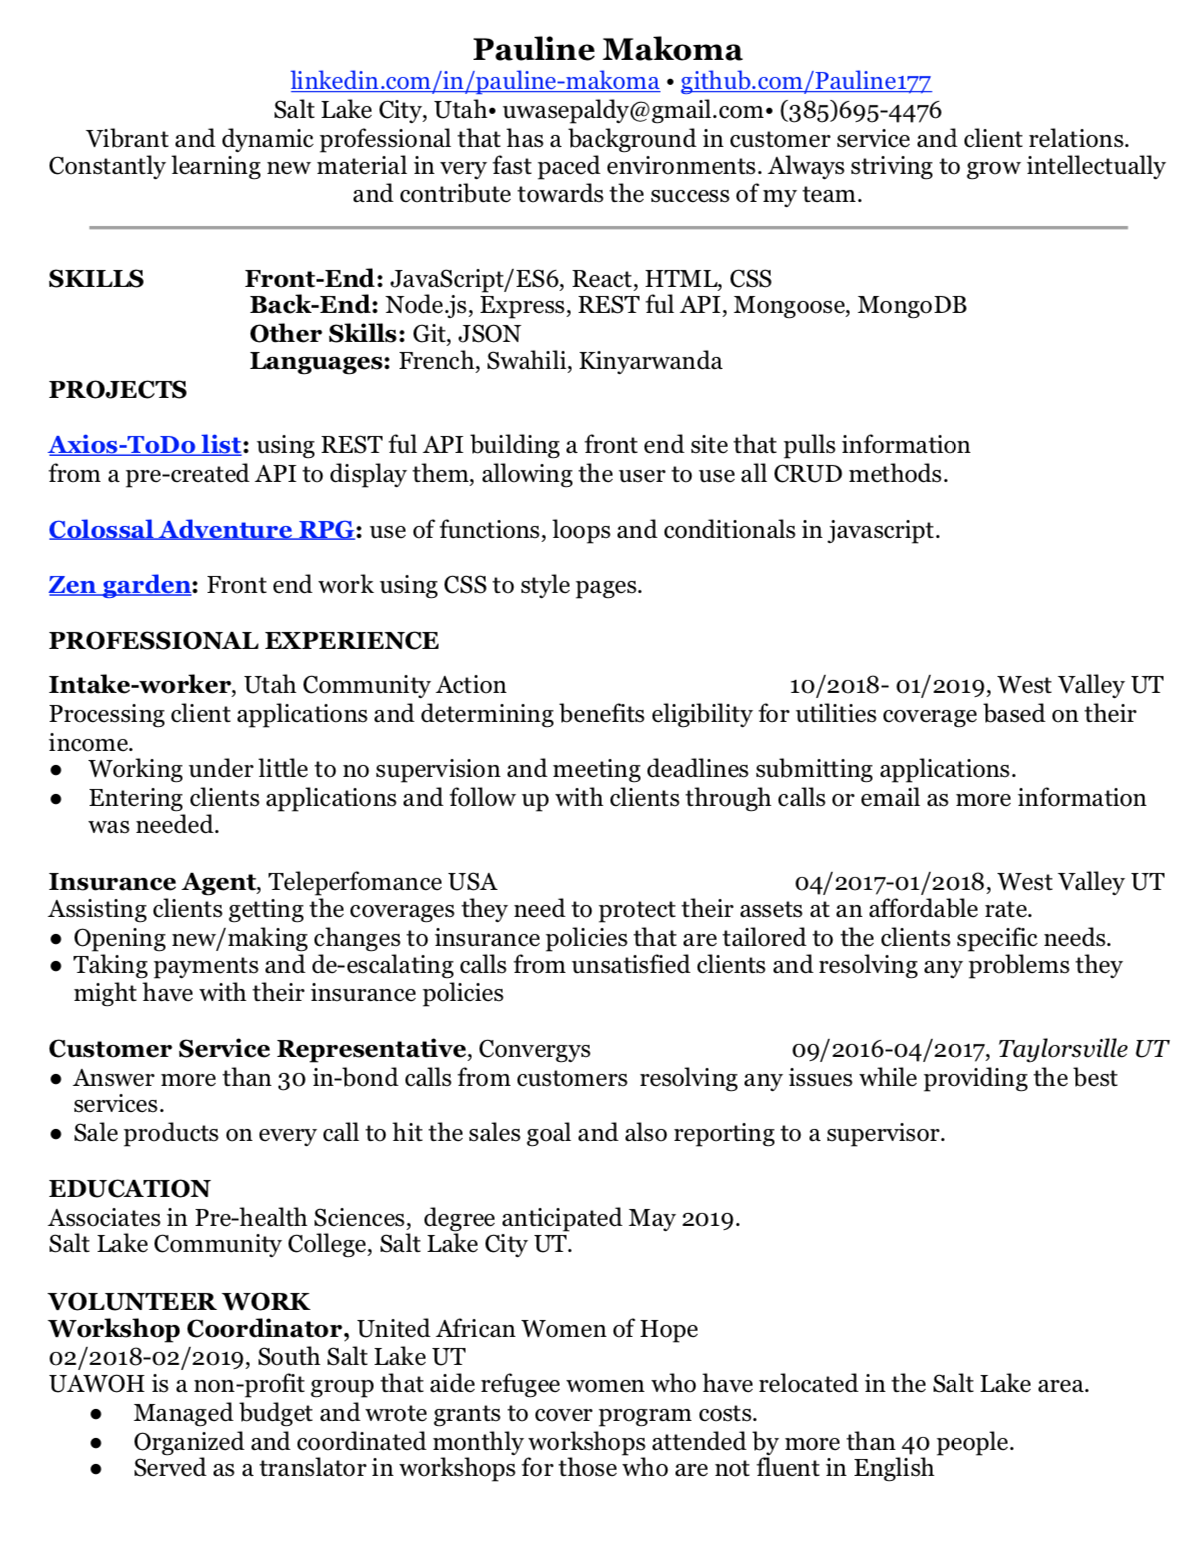 Pauline Makoma
linkedin.com/in/pauline-makoma • github.com/Pauline177
Salt Lake City, Utah• uwasepaldy@gmail.com• (385)695-4476
Vibrant and dynamic professional that has a background in customer service and client relations.
Constantly learning new material in very fast paced environments. Always striving to grow intellectually
and contribute towards the success of my team.
SKILLS Front-End: JavaScript/ES6, React, HTML, CSS
Back-End: Node.js, Express, REST ful API, Mongoose, MongoDB
Other Skills: Git, JSON
Languages: French, Swahili, Kinyarwanda
PROJECTS
Axios-ToDo list: using REST ful API building a front end site that pulls information
from a pre-created API to display them, allowing the user to use all CRUD methods.
Colossal Adventure RPG: use of functions, loops and conditionals in javascript.
Zen garden: Front end work using CSS to style pages.
PROFESSIONAL EXPERIENCE
Intake-worker, Utah Community Action 10/2018- 01/2019, West Valley UT
Processing client applications and determining benefits eligibility for utilities coverage based on their
income.
● Working under little to no supervision and meeting deadlines submitting applications.
● Entering clients applications and follow up with clients through calls or email as more information
was needed.
Insurance Agent, Teleperfomance USA 04/2017-01/2018, West Valley UT
Assisting clients getting the coverages they need to protect their assets at an affordable rate.
● Opening new/making changes to insurance policies that are tailored to the clients specific needs.
● Taking payments and de-escalating calls from unsatisfied clients and resolving any problems they
might have with their insurance policies
Customer Service Representative, Convergys 09/2016-04/2017, Taylorsville UT
● Answer more than 30 in-bond calls from customers resolving any issues while providing the best
services.
● Sale products on every call to hit the sales goal and also reporting to a supervisor.
EDUCATION
Associates in Pre-health Sciences, degree anticipated May 2019.
Salt Lake Community College, Salt Lake City UT.
VOLUNTEER WORK
Workshop Coordinator, United African Women of Hope
02/2018-02/2019, South Salt Lake UT
UAWOH is a non-profit group that aide refugee women who have relocated in the Salt Lake area.
● Managed budget and wrote grants to cover program costs.
● Organized and coordinated monthly workshops attended by more than 40 people.
● Served as a translator in workshops for those who are not fluent in English